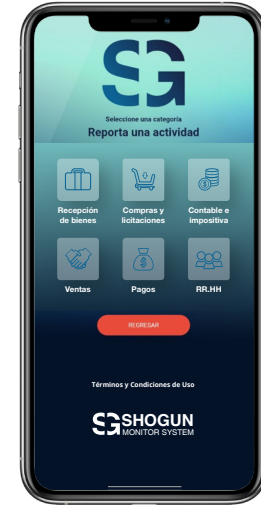 SG
Seleccione una categoría
Reporta una actividad
Recepción
de bienes
Compras y
licitaciones
Contable e
impositiva
Ventas
Pagos
RR.HH
REGRESAR
Términos y Condiciones de Uso
SG SHOGUN
MONITOR SYSTEM